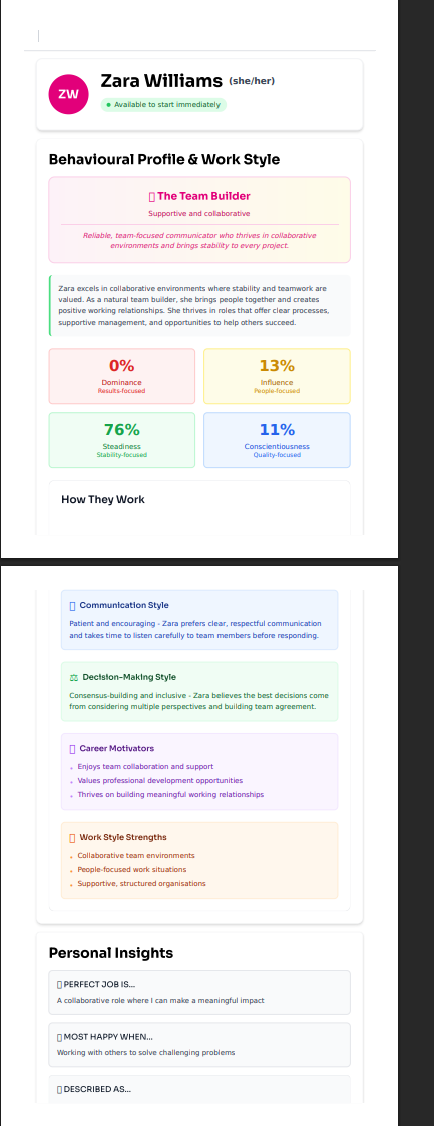 ZW
Zara Williams (she/her)
Available to start immediately
Behavioural Profile & Work Style
The Team Builder
Supportive and collaborative
Reliable, team-focused communicator who thrives in collaborative
environments and brings stability to every project.
Zara excels in collaborative environments where stability and teamwork are
valued. As a natural team builder, she brings people together and creates
positive working relationships. She thrives in roles that offer clear processes,
supportive management, and opportunities to help others succeed.
0%
Dominance
Results-focused
13%
Influence
People-focused
76%
Steadiness
Stability-focused
11%
Conscientiousness
Quality-focused
How They Work
Communication Style
Patient and encouraging - Zara prefers clear, respectful communication
and takes time to listen carefully to team members before responding.
Decision-Making Style
Consensus-building and inclusive - Zara believes the best decisions come
from considering multiple perspectives and building team agreement.
Career Motivators
Enjoys team collaboration and support
Values professional development opportunities
Thrives on building meaningful working relationships
Work Style Strengths
Collaborative team environments
People-focused work situations
Supportive, structured organisations
Personal Insights
PERFECT JOB IS...
A collaborative role where I can make a meaningful impact
MOST HAPPY WHEN...
Working with others to solve challenging problems
DESCRIBED AS...